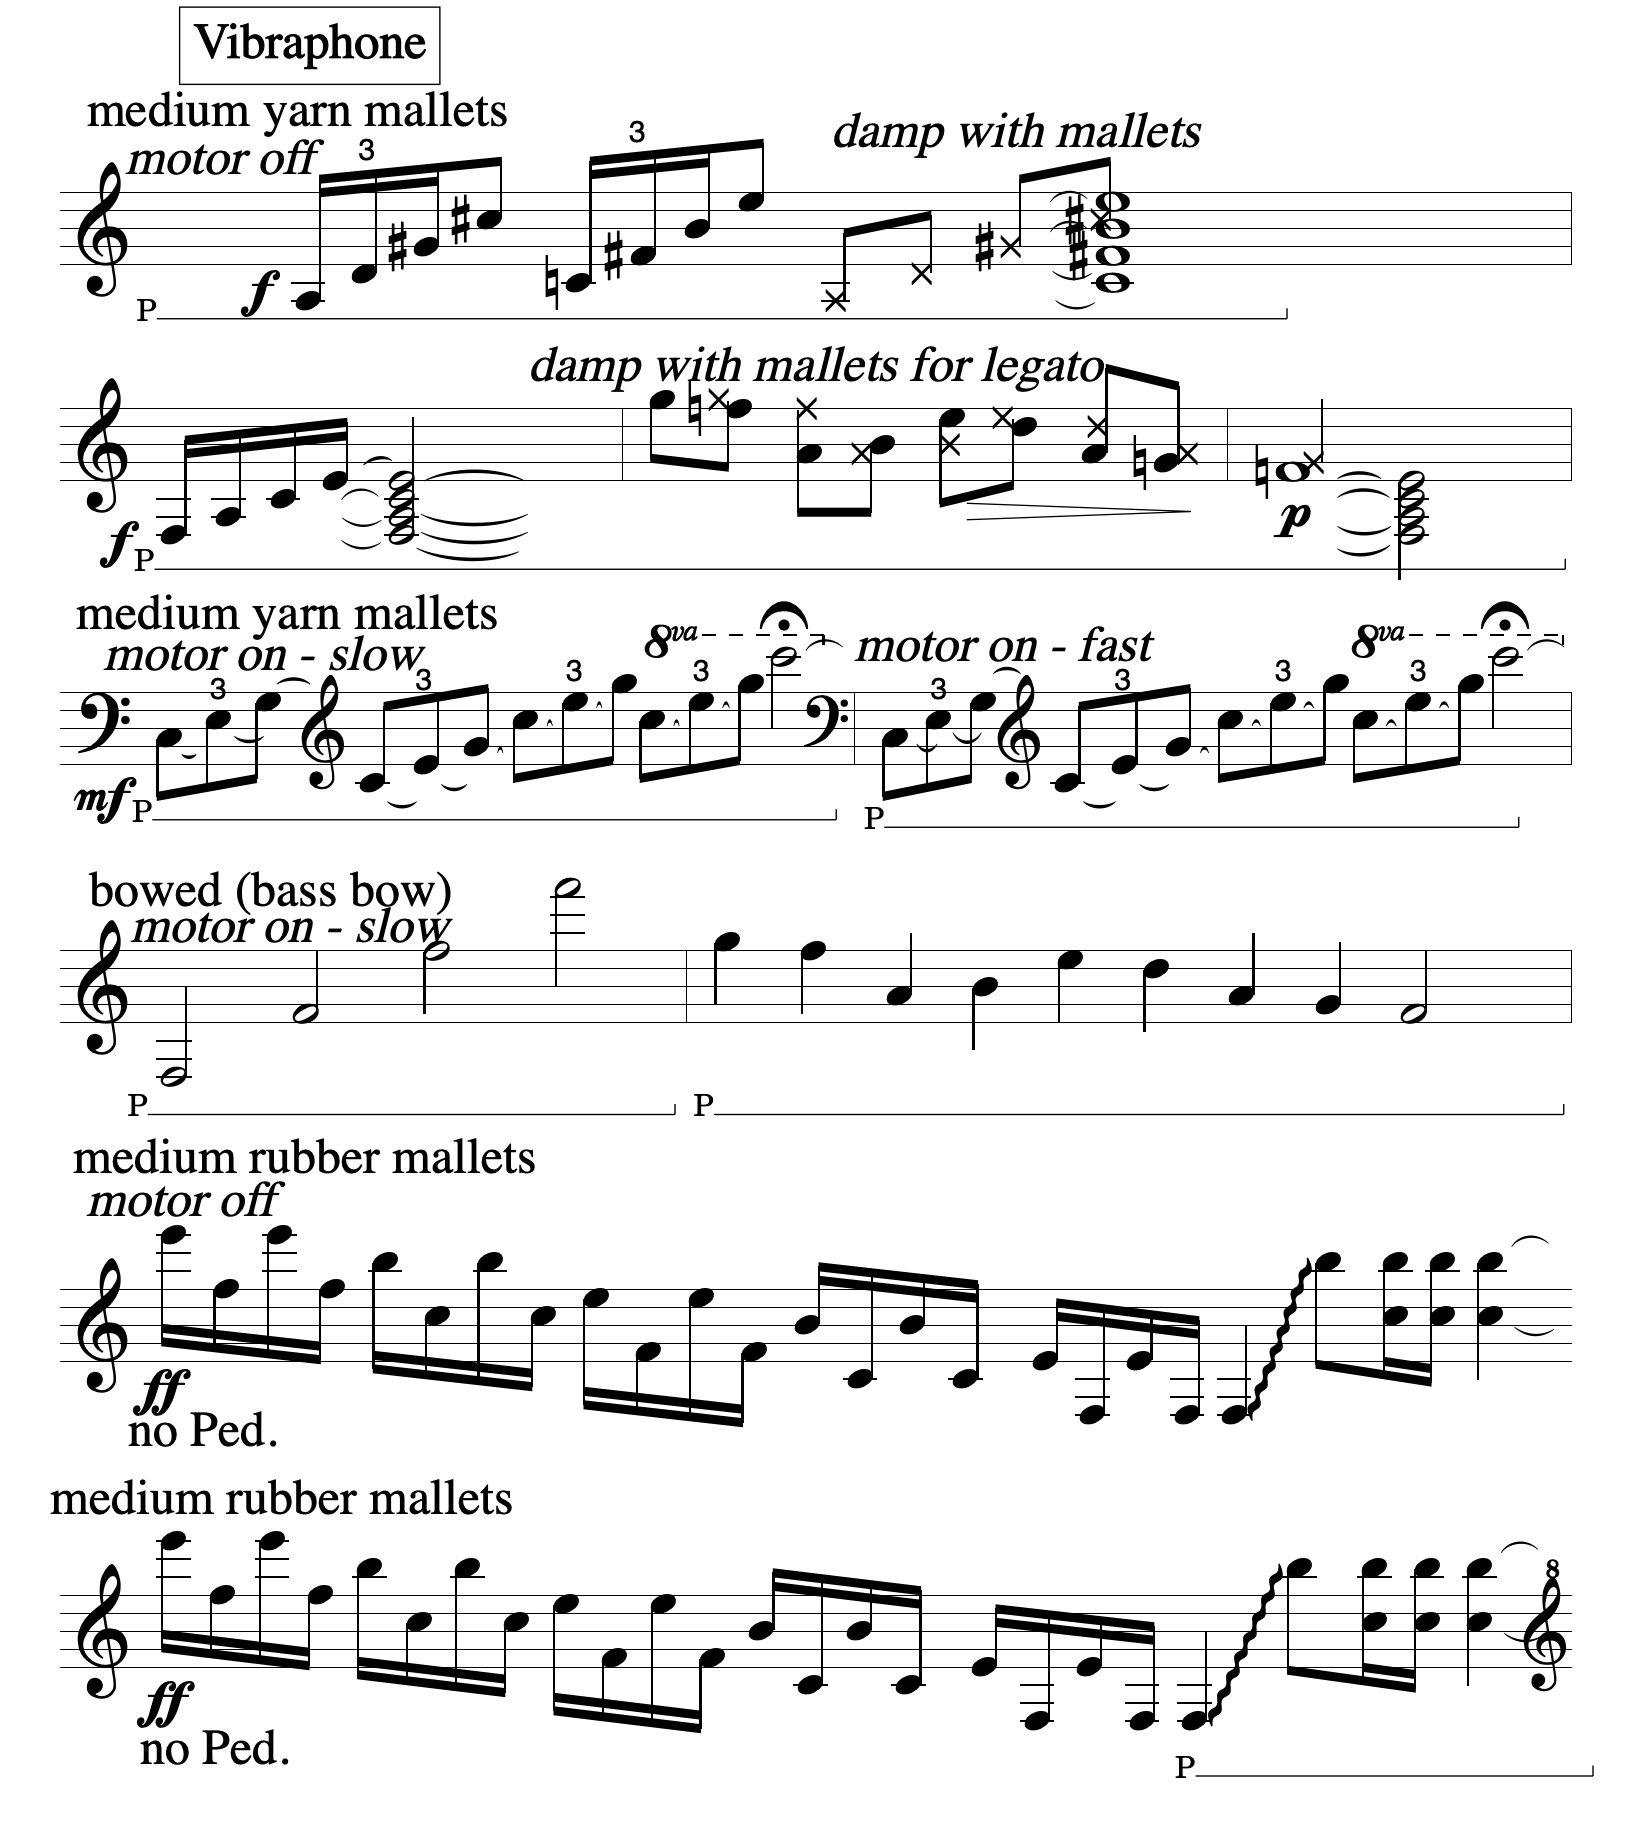 Vibraphone
medium yarn mallets
motor off
3
3
damp with mallets
f
P
damp with mallets for legato
f
P
p
medium yarn mallets
motor on - slow
3
3
3
3
8va
motor on - fast
3
3
3
3
8va
mf
P
P
bowed (bass bow)
motor on - slow
P
P
medium rubber mallets
motor off
ff
no Ped.
medium rubber mallets
8
ff
no Ped.
P